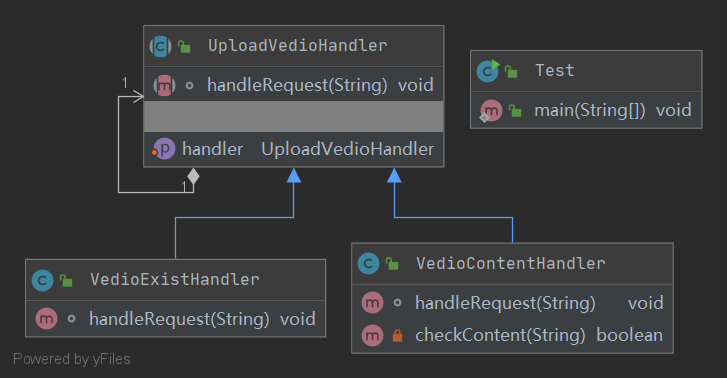 UploadVedioHandler
handleRequest(String) void
handler UploadVedioHandler
1
1
Test
main(String[]) void
VedioExistHandler
handleRequest(String) void
VedioContentHandler
handleRequest(String) void
checkContent(String) boolean
Powered by yFiles